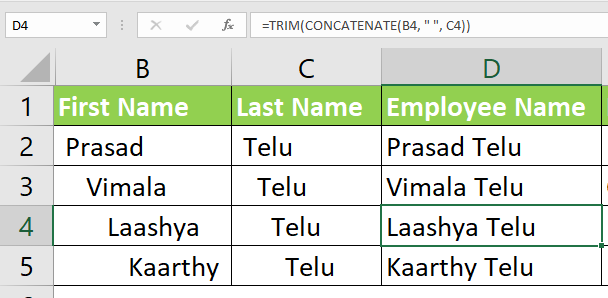 D4 fx =TRIM(CONCATENATE(B4, " ", C4))
B C D
1 First Name Last Name Employee Name
2 Prasad Telu Prasad Telu
3 Vimala Telu Vimala Telu
4 Laashya Telu Laashya Telu
5 Kaarthy Telu Kaarthy Telu